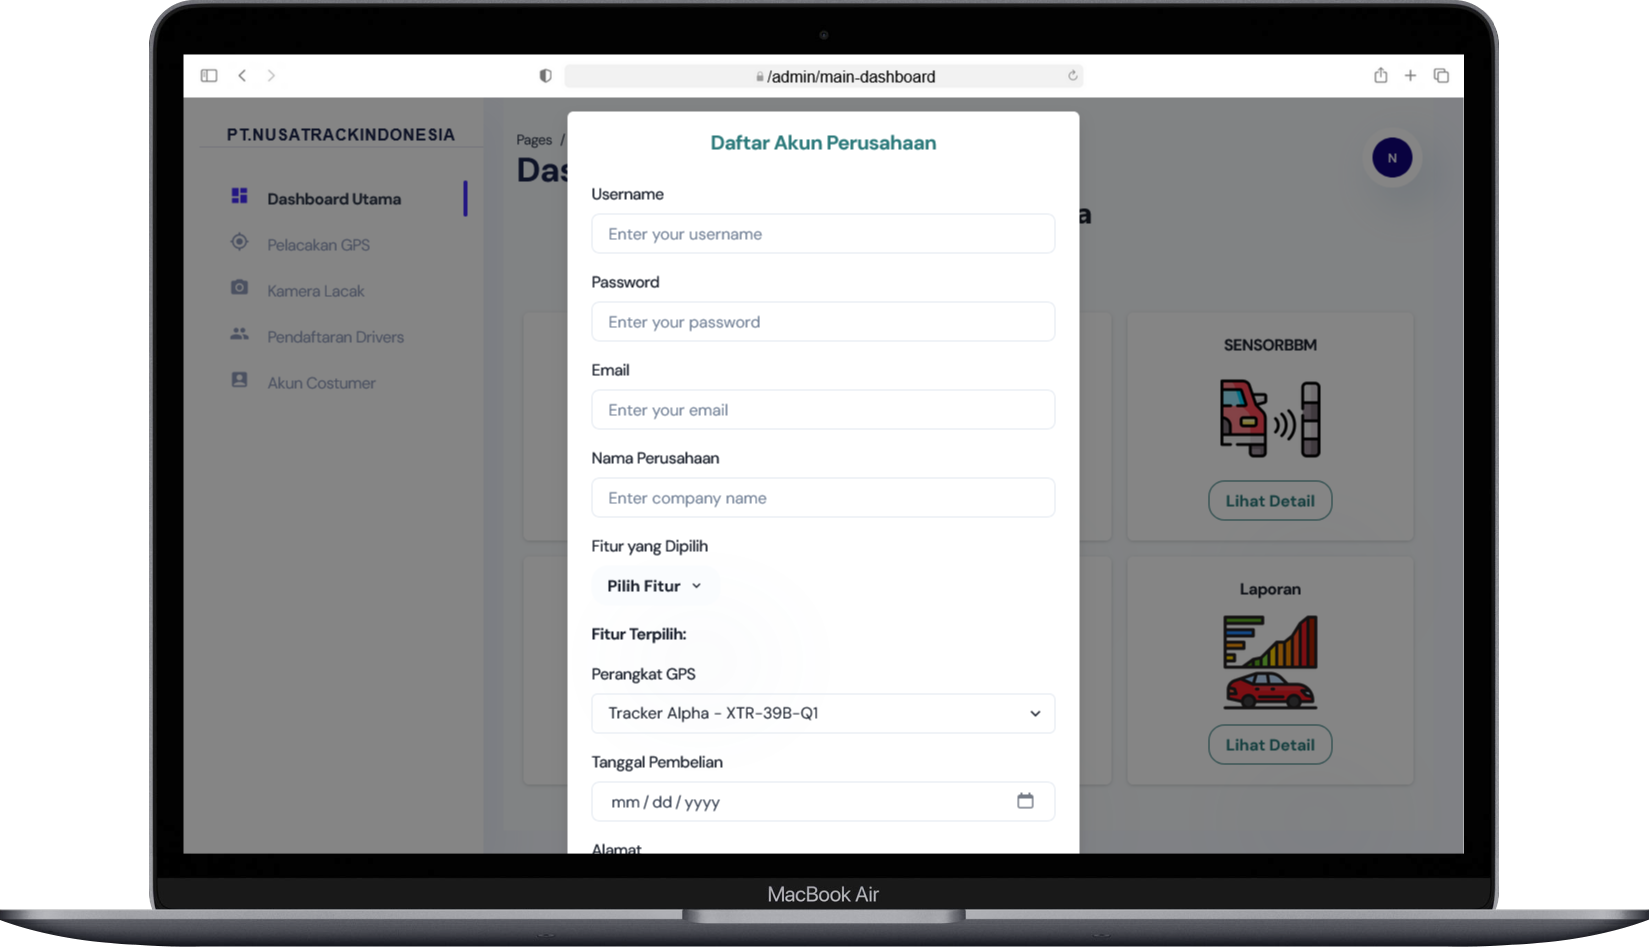 /admin/main-dashboard
PT.NUSATRACKINDONESIA
Dashboard Utama
Pelacakan GPS
Kamera Lacak
Pendaftaran Drivers
Akun Costumer
Pages /
Das
N
a
Daftar Akun Perusahaan
Username
Enter your username
Password
Enter your password
Email
Enter your email
Nama Perusahaan
Enter company name
Fitur yang Dipilih
Pilih Fitur
Fitur Terpilih:
Perangkat GPS
Tracker Alpha - XTR-39B-Q1
Tanggal Pembelian
mm / dd / yyyy
Alamat
SENSORBBM
Lihat Detail
Laporan
Lihat Detail
MacBook Air